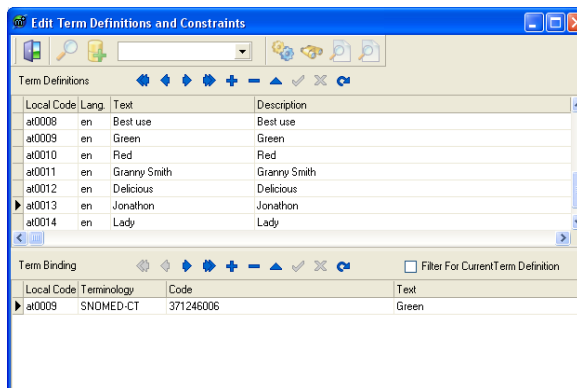 Edit Term Definitions and Constraints
Term Definitions
Local Code Lang. Text Description
at0008 en Best use Best use
at0009 en Green Green
at0010 en Red Red
at0011 en Granny Smith Granny Smith
at0012 en Delicious Delicious
at0013 en Jonathon Jonathon
at0014 en Lady Lady
Term Binding Filter For CurrentTerm Definition
Local Code Terminology Code Text
at0009 SNOMED-CT 371246006 Green